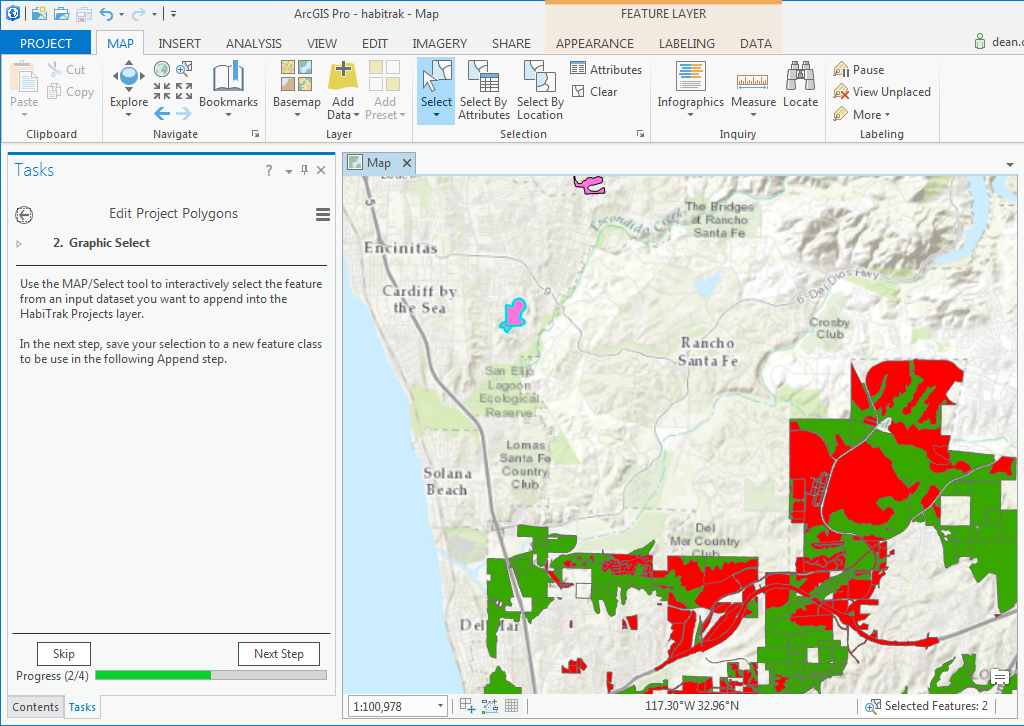 ArcGIS Pro - habitrak - Map
FEATURE LAYER
PROJECT MAP INSERT ANALYSIS VIEW EDIT IMAGERY SHARE APPEARANCE LABELING DATA dean.c
Paste Cut
Copy
Clipboard
Explore Bookmarks
Navigate
Basemap Add Data Add Preset
Layer
Select Select By Attributes Select By Location
Attributes
Clear
Selection
Infographics Measure Locate
Inquiry
Pause
View Unplaced
More
Labeling
Tasks
?
Edit Project Polygons
2. Graphic Select
Use the MAP/Select tool to interactively select the feature
from an input dataset you want to append into the
HabiTrak Projects layer.
In the next step, save your selection to a new feature class
to be use in the following Append step.
Skip
Next Step
Progress (2/4)
Contents Tasks
Map
5
Escondido Creek
The Bridges
at Rancho
Santa Fe
Encinitas
Cardiff by
the Sea
9
6-Del Dios Hwy
Crosby
Club
Rancho
Santa Fe
San Elijo
Lagoon
Ecological
Reserve
Lomas
Santa Fe
Country
Club
Solana
Beach
Del
Mar Country
Club
Del Mar
1:100,978
117.30°W 32.96°N
Selected Features: 2